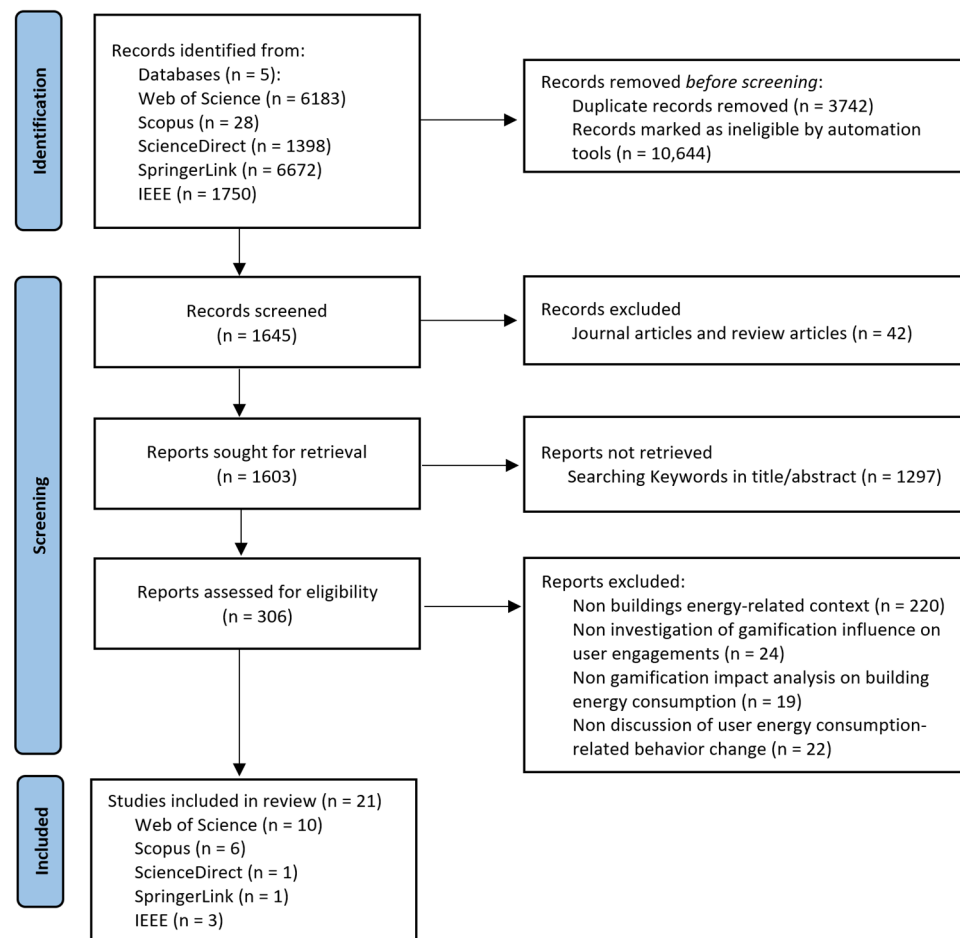 Identification
Records identified from:
Databases (n = 5):
Web of Science (n = 6183)
Scopus (n = 28)
ScienceDirect (n = 1398)
SpringerLink (n = 6672)
IEEE (n = 1750)
Records removed before screening:
Duplicate records removed (n = 3742)
Records marked as ineligible by automation
tools (n = 10,644)
Screening
Records screened
(n = 1645)
Records excluded
Journal articles and review articles (n = 42)
Reports sought for retrieval
(n = 1603)
Reports not retrieved
Searching Keywords in title/abstract (n = 1297)
Reports assessed for eligibility
(n = 306)
Reports excluded:
Non buildings energy-related context (n = 220)
Non investigation of gamification influence on
user engagements (n = 24)
Non gamification impact analysis on building
energy consumption (n = 19)
Non discussion of user energy consumption-
related behavior change (n = 22)
Included
Studies included in review (n = 21)
Web of Science (n = 10)
Scopus (n = 6)
ScienceDirect (n = 1)
SpringerLink (n = 1)
IEEE (n = 3)